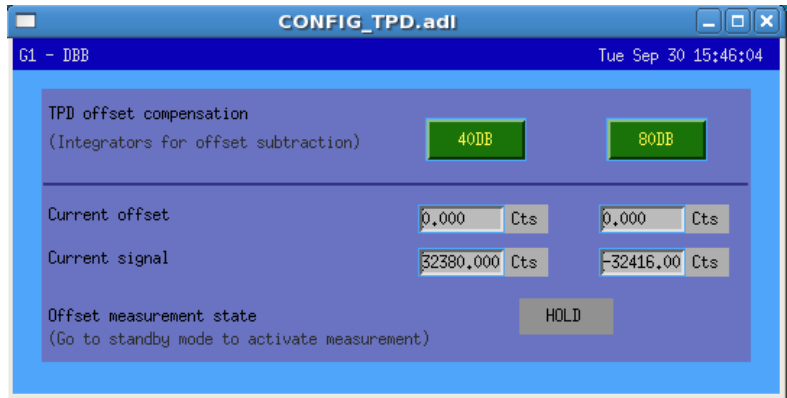 CONFIG_TPD.adl
G1 - DBB Tue Sep 30 15:46:04
TPD offset compensation
(Integrators for offset subtraction) 40DB 80DB
Current offset 0.000 Cts 0.000 Cts
Current signal 32380.000 Cts -32416.00 Cts
Offset measurement state HOLD
(Go to standby mode to activate measurement)